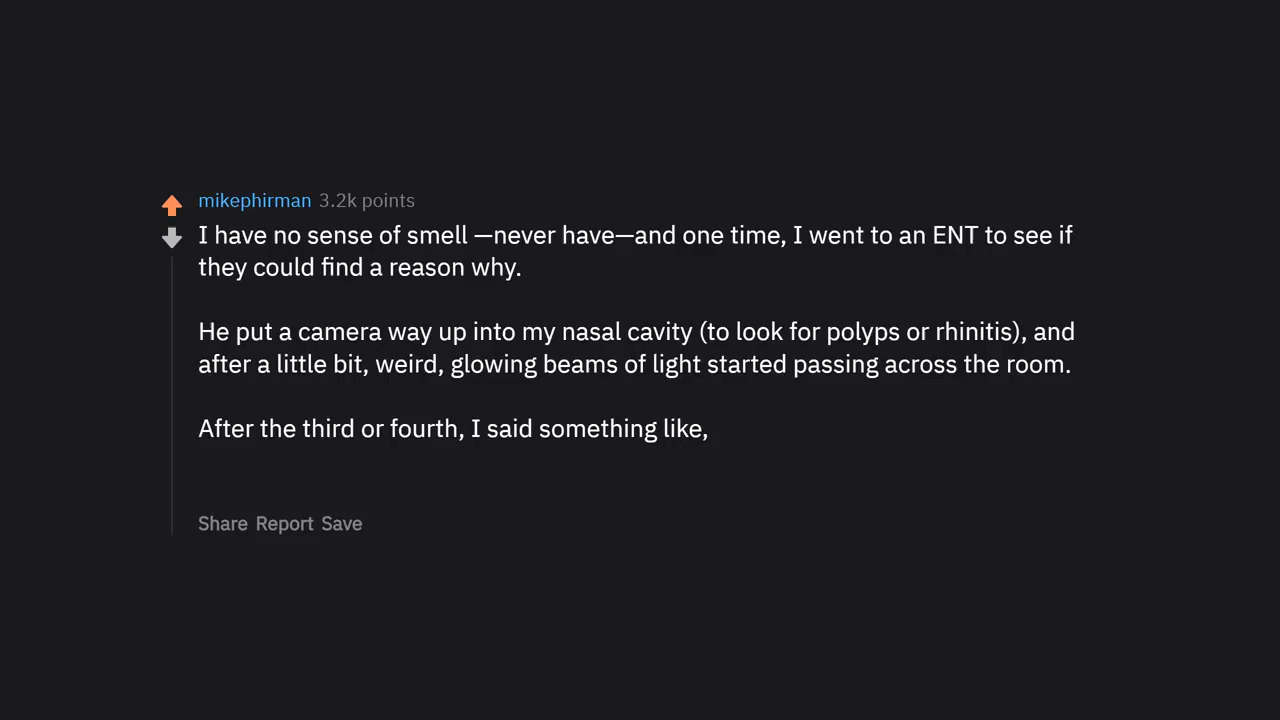 mikephirman 3.2k points
I have no sense of smell —never have—and one time, I went to an ENT to see if
they could find a reason why.
He put a camera way up into my nasal cavity (to look for polyps or rhinitis), and
after a little bit, weird, glowing beams of light started passing across the room.
After the third or fourth, I said something like,
Share Report Save